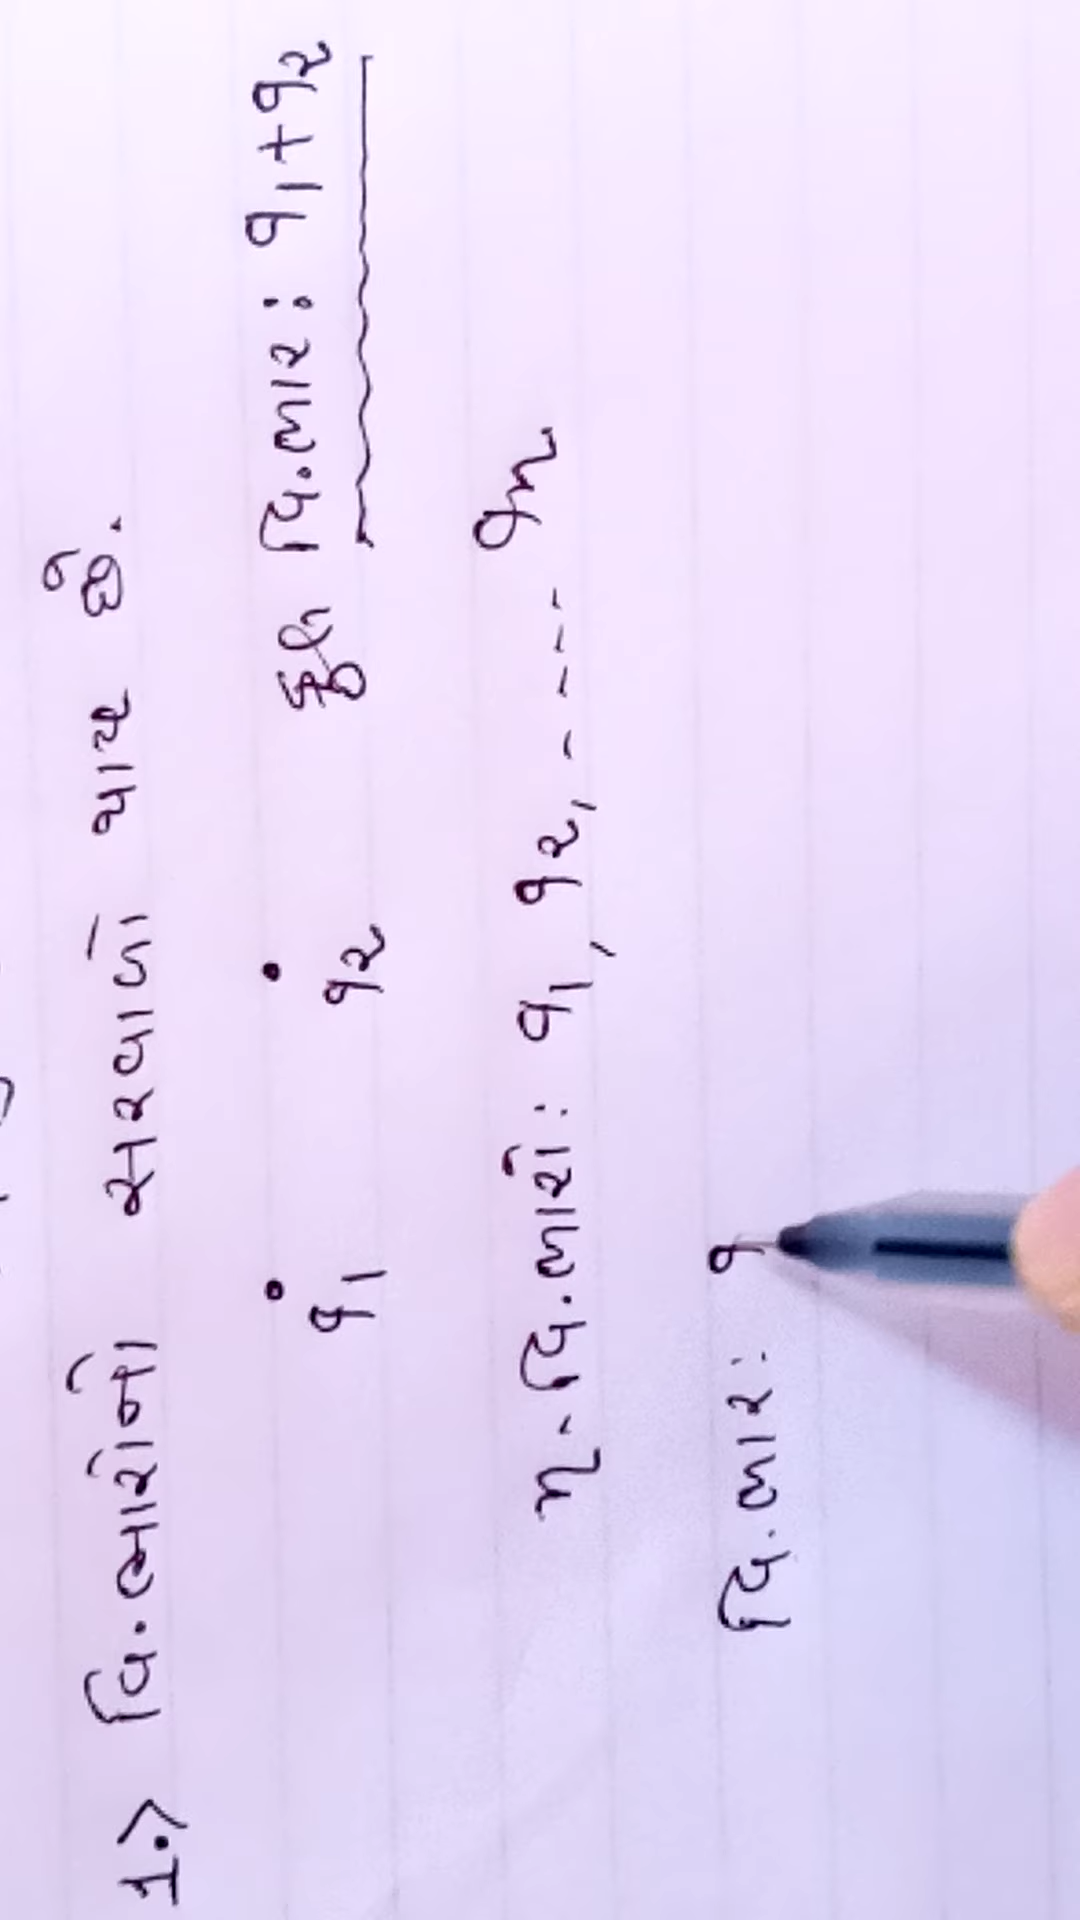 1.> વિ.ભારોનો સરવાળો થાય છે.
q1 q2 કુલ વિ.ભાર : q1+q2
n - વિ.ભારો : q1, q2, - - - - qn
વિ.ભાર : q